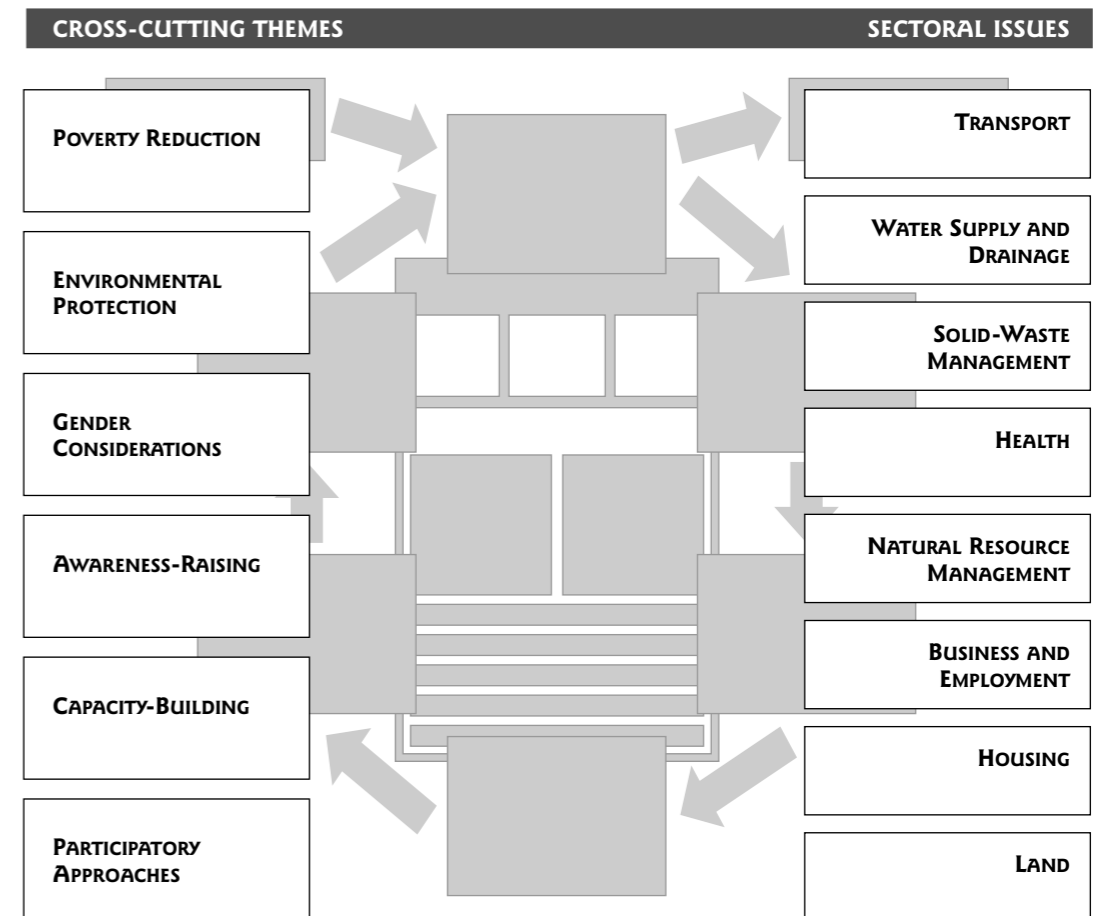 CROSS-CUTTING THEMES
SECTORAL ISSUES
POVERTY REDUCTION
ENVIRONMENTAL
PROTECTION
GENDER
CONSIDERATIONS
AWARENESS-RAISING
CAPACITY-BUILDING
PARTICIPATORY
APPROACHES
TRANSPORT
WATER SUPPLY AND
DRAINAGE
SOLID-WASTE
MANAGEMENT
HEALTH
NATURAL RESOURCE
MANAGEMENT
BUSINESS AND
EMPLOYMENT
HOUSING
LAND